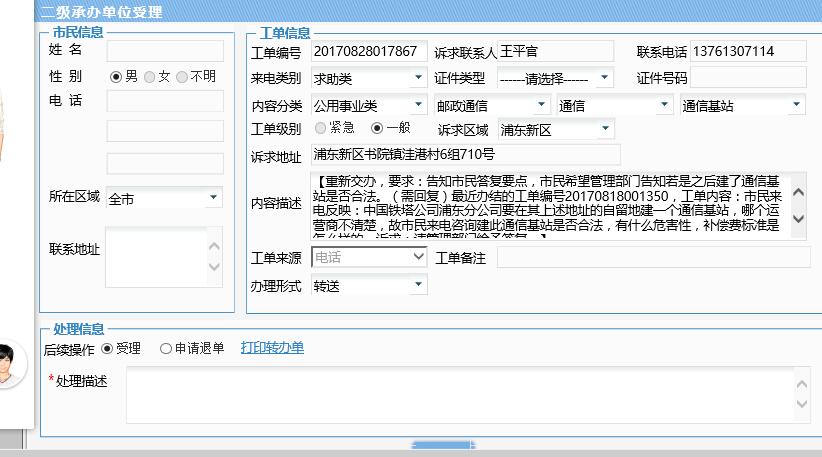 二级承办单位受理
市民信息
姓 名
性 别 男 女 不明
电 话
所在区域 全市
联系地址
工单信息
工单编号 20170828017867 诉求联系人 王平官 联系电话 13761307114
来电类别 求助类 证件类型 ------请选择------ 证件号码
内容分类 公用事业类 邮政通信 通信 通信基站
工单级别 紧急 一般 诉求区域 浦东新区
诉求地址 浦东新区书院镇洼港村6组710号
内容描述
【重新交办，要求：告知市民答复要点，市民希望管理部门告知若是之后建了通信基
站是否合法。（需回复）最近办结的工单编号20170818001350，工单内容：市民来
电反映：中国铁塔公司浦东分公司要在其上述地址的自留地建一个通信基站，哪个运
营商不清楚，故市民来电咨询建此通信基站是否合法，有什么危害性，补偿费标准是
怎么样的。诉求：请管理部门给予答复。】
工单来源 电话 工单备注
办理形式 转送
处理信息
后续操作 受理 申请退单 打印转办单
*处理描述